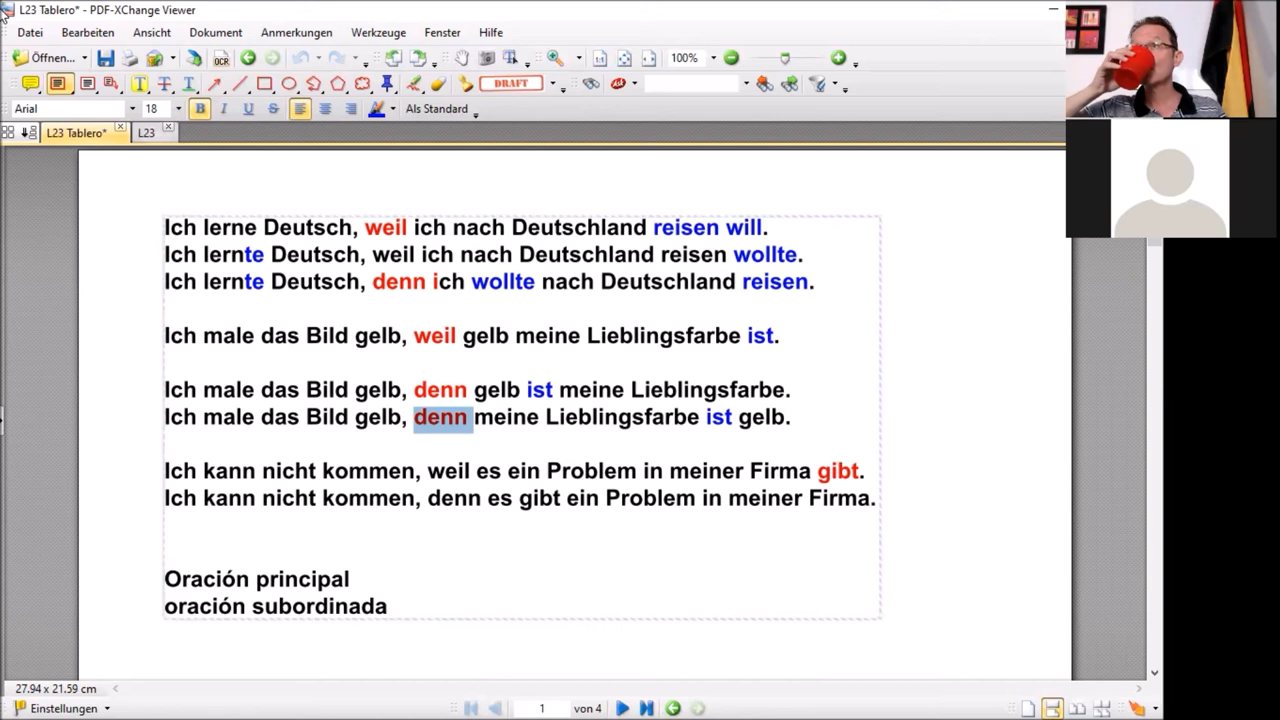 L23 Tablero* - PDF-XChange Viewer
Datei Bearbeiten Ansicht Dokument Anmerkungen Werkzeuge Fenster Hilfe
Öffnen... OCR 100%
DRAFT
Arial 18 B I U Als Standard
L23 Tablero* L23
Ich lerne Deutsch, weil ich nach Deutschland reisen will.
Ich lernte Deutsch, weil ich nach Deutschland reisen wollte.
Ich lernte Deutsch, denn ich wollte nach Deutschland reisen.
Ich male das Bild gelb, weil gelb meine Lieblingsfarbe ist.
Ich male das Bild gelb, denn gelb ist meine Lieblingsfarbe.
Ich male das Bild gelb, denn meine Lieblingsfarbe ist gelb.
Ich kann nicht kommen, weil es ein Problem in meiner Firma gibt.
Ich kann nicht kommen, denn es gibt ein Problem in meiner Firma.
Oración principal
oración subordinada
27.94 x 21.59 cm
Einstellungen 1 von 4